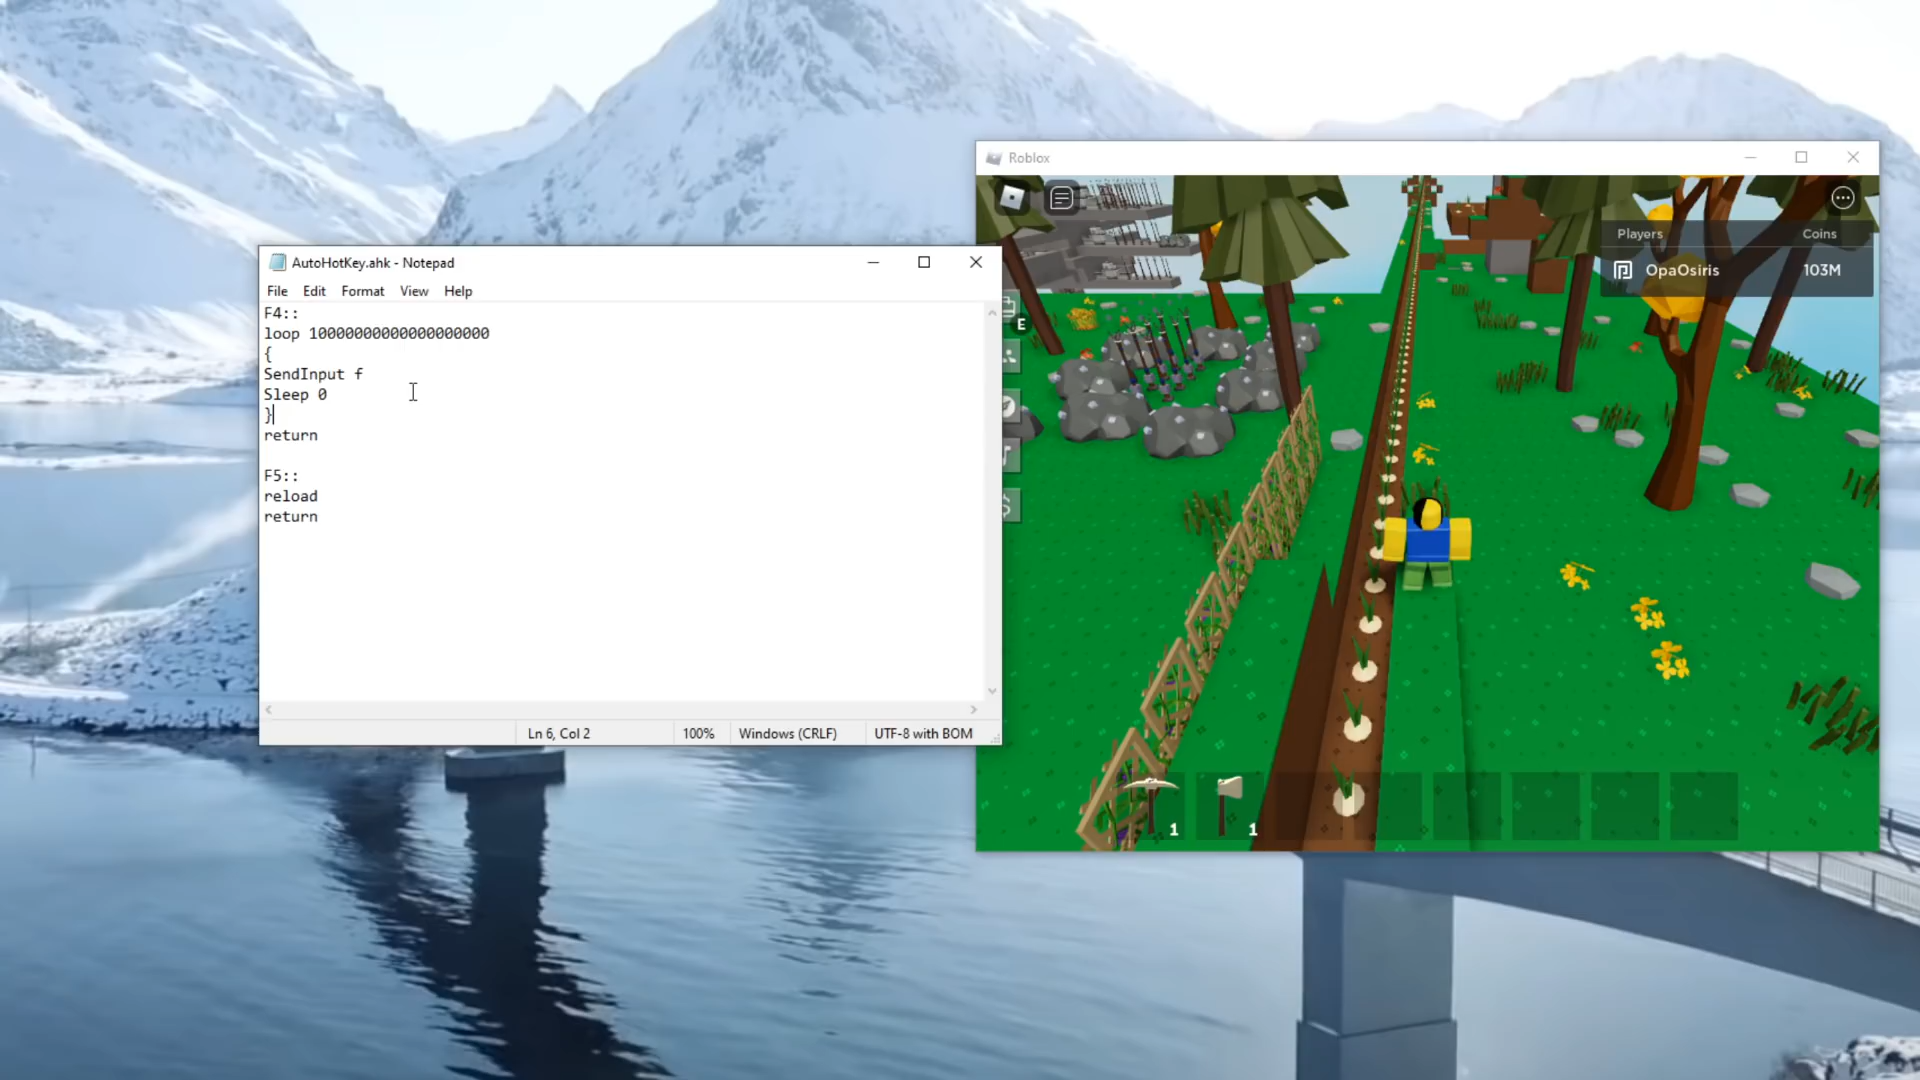 AutoHotKey.ahk - Notepad
File Edit Format View Help
F4::
loop 10000000000000000000
{
SendInput f
Sleep 0
}
return
F5::
reload
return
Ln 6, Col 2 100% Windows (CRLF) UTF-8 with BOM
Roblox
Players Coins
OpaOsiris 103M
E
1 1